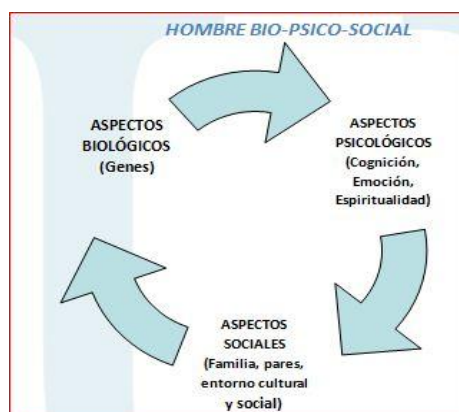 HOMBRE BIO-PSICO-SOCIAL
ASPECTOS
BIOLÓGICOS
(Genes)
ASPECTOS
PSICOLÓGICOS
(Cognición,
Emoción,
Espiritualidad)
ASPECTOS
SOCIALES
(Familia, pares,
entorno cultural
y social)